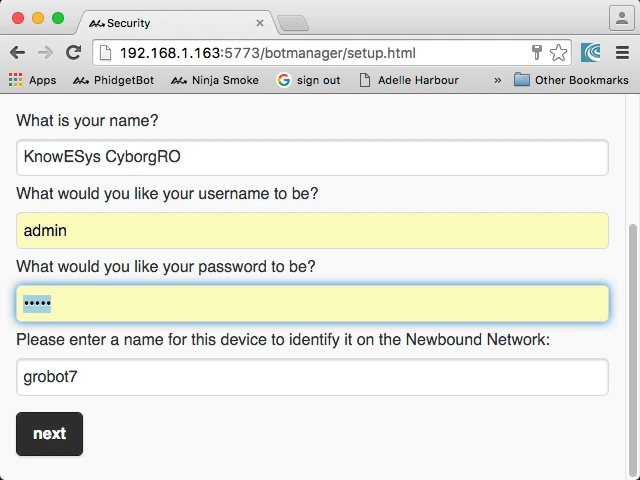 Security
192.168.1.163:5773/botmanager/setup.html
Apps PhidgetBot Ninja Smoke sign out Adelle Harbour » Other Bookmarks
What is your name?
KnowESys CyborgRO
What would you like your username to be?
admin
What would you like your password to be?
•••••
Please enter a name for this device to identify it on the Newbound Network:
grobot7
next